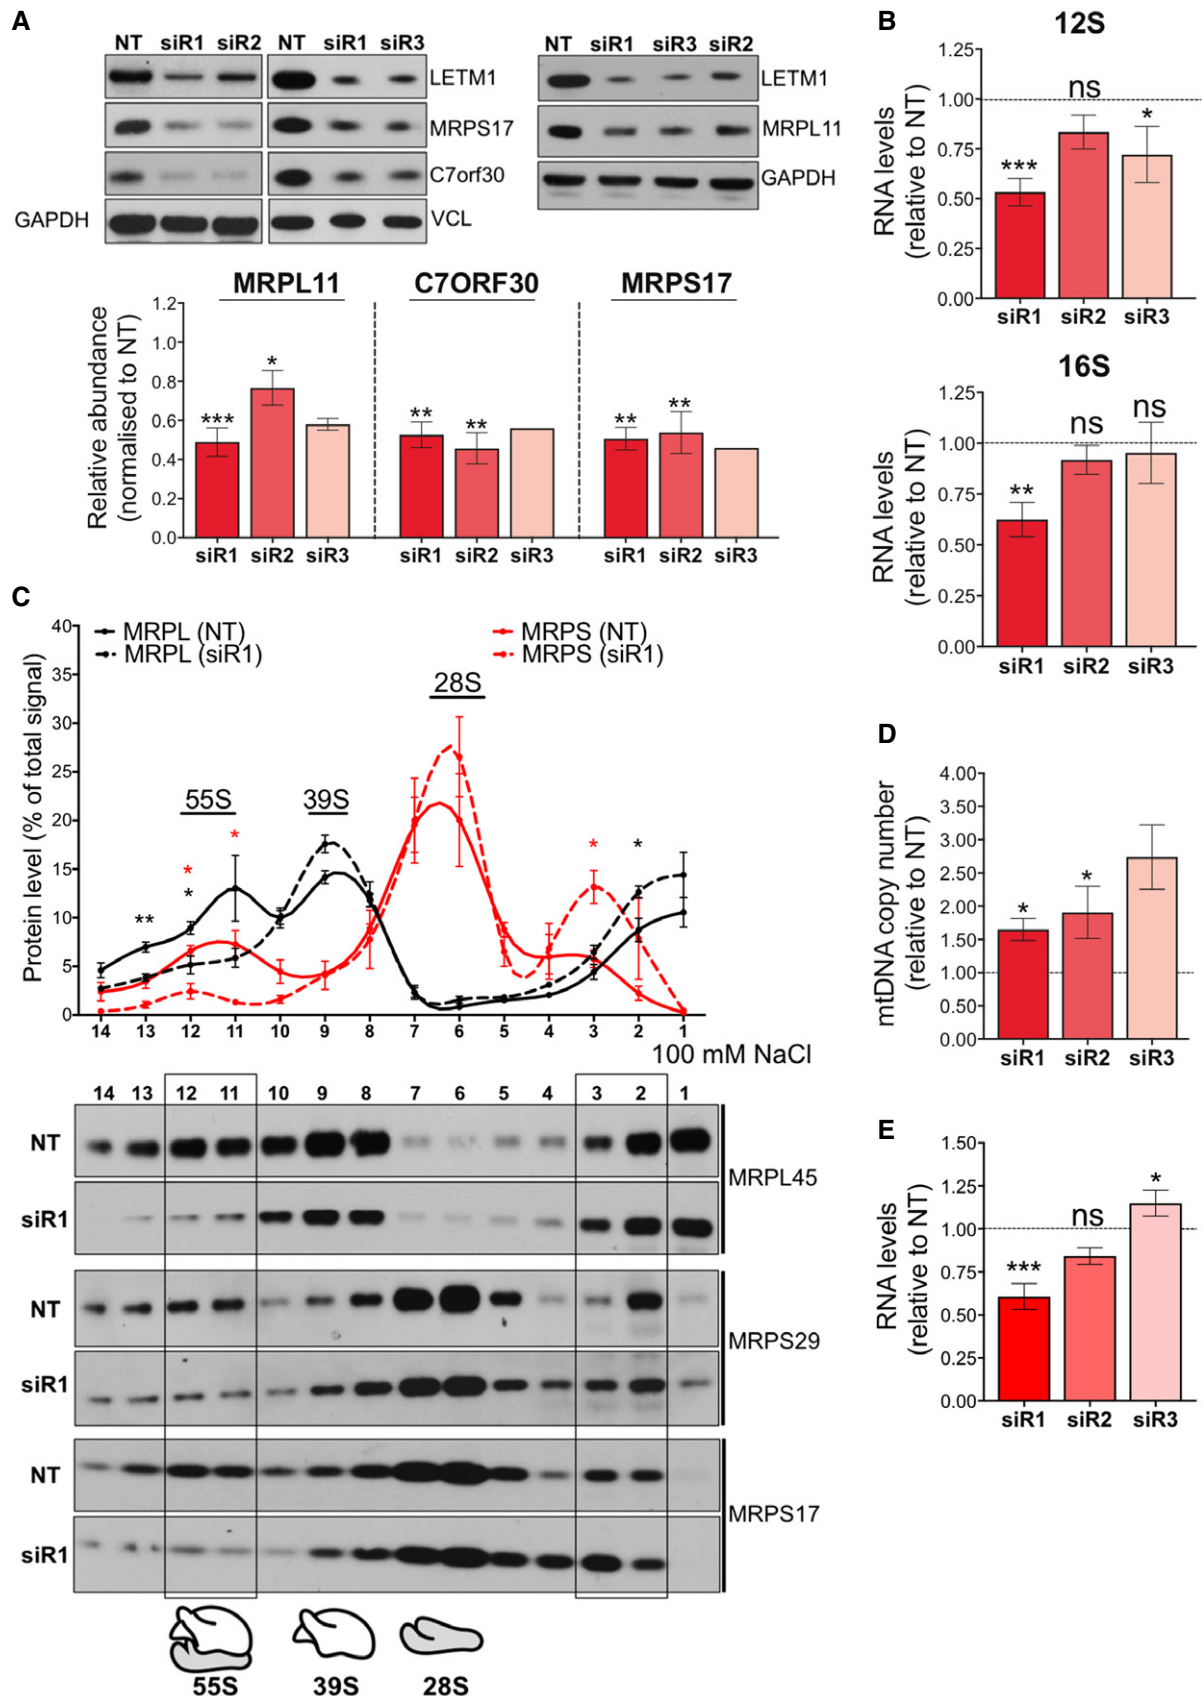 A
NT siR1 siR2 NT siR1 siR3
LETM1
MRPS17
C7orf30
GAPDH
VCL
NT siR1 siR3 siR2
LETM1
MRPL11
GAPDH
MRPL11 C7ORF30 MRPS17
Relative abundance
(normalised to NT)
1.2
1.0
0.8
0.6
0.4
0.2
0.0
*** * ** ** ** **
siR1 siR2 siR3 siR1 siR2 siR3 siR1 siR2 siR3
B
12S
RNA levels
(relative to NT)
1.25
1.00
0.75
0.50
0.25
0.00
*** ns *
siR1 siR2 siR3
16S
RNA levels
(relative to NT)
1.25
1.00
0.75
0.50
0.25
0.00
** ns ns
siR1 siR2 siR3
C
MRPL (NT)
MRPL (siR1)
MRPS (NT)
MRPS (siR1)
Protein level (% of total signal)
40
35
30
25
20
15
10
5
0
55S 39S 28S
** * * * * *
14 13 12 11 10 9 8 7 6 5 4 3 2 1
100 mM NaCl
14 13 12 11 10 9 8 7 6 5 4 3 2 1
NT
siR1
MRPL45
NT
siR1
MRPS29
NT
siR1
MRPS17
55S 39S 28S
D
mtDNA copy number
(relative to NT)
4.00
3.50
3.00
2.50
2.00
1.50
1.00
0.50
0.00
* *
siR1 siR2 siR3
E
RNA levels
(relative to NT)
1.50
1.25
1.00
0.75
0.50
0.25
0.00
*** ns *
siR1 siR2 siR3